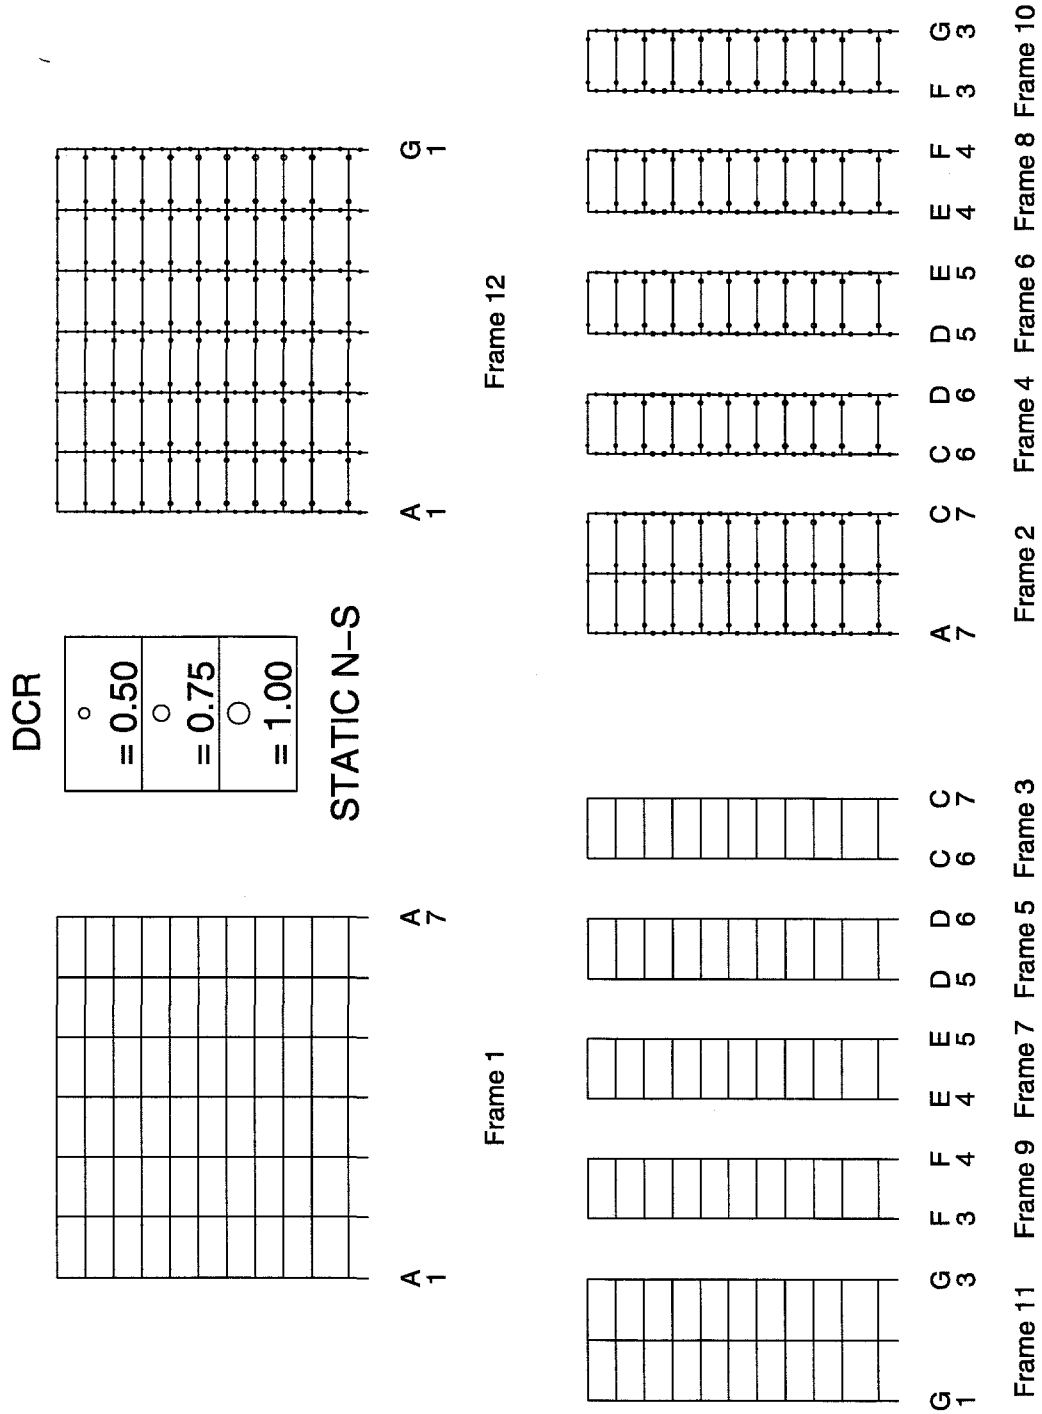 DCR
= 0.50
= 0.75
= 1.00
STATIC N–S
A A A G
1 7 1 1
Frame 1 Frame 12
G G F F E E D D C C A C C D D E E F F G
1 3 3 4 4 5 5 6 6 7 7 7 6 6 5 5 4 4 3 3
Frame 11 Frame 9 Frame 7 Frame 5 Frame 3 Frame 2 Frame 4 Frame 6 Frame 8 Frame 10